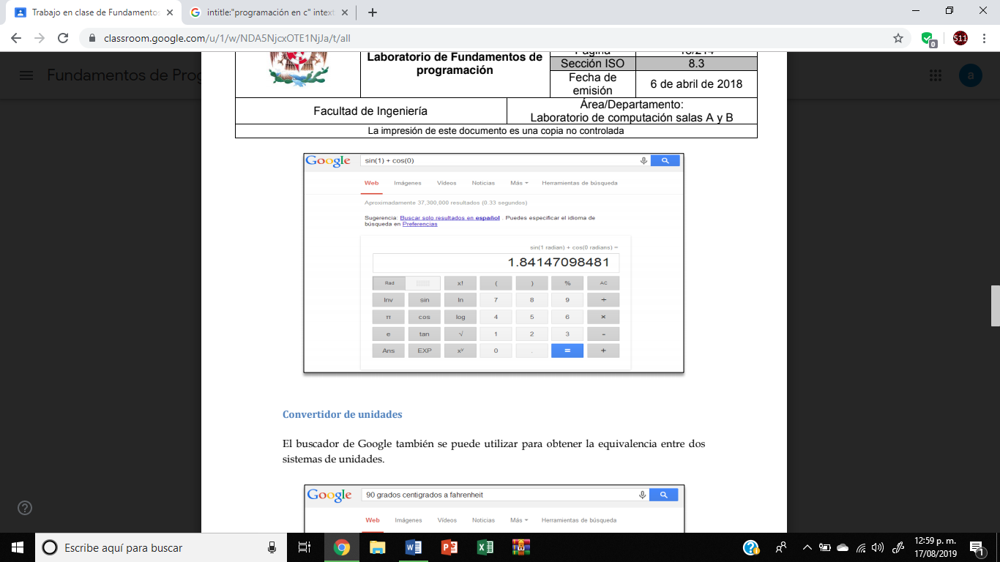 Trabajo en clase de Fundamentos
intitle:"programación en c" intext
classroom.google.com/u/1/w/NDA5NjcxOTE1NjJa/t/all
0
S11
Fundamentos de Prog
a
Laboratorio de Fundamentos de programación
Página
Sección ISO
8.3
Fecha de emisión
6 de abril de 2018
Facultad de Ingeniería
Área/Departamento:
Laboratorio de computación salas A y B
La impresión de este documento es una copia no controlada
Google
sin(1) + cos(0)
Web Imágenes Vídeos Noticias Más Herramientas de búsqueda
Aproximadamente 37,300,000 resultados (0.33 segundos)
Sugerencia: Buscar solo resultados en español . Puedes especificar el idioma de
búsqueda en Preferencias
sin(1 radian) + cos(0 radians) =
1.84147098481
Rad x! ( ) % AC
Inv sin ln 7 8 9 ÷
π cos log 4 5 6 ×
e tan √ 1 2 3 -
Ans EXP xʸ 0 . = +
Convertidor de unidades
El buscador de Google también se puede utilizar para obtener la equivalencia entre dos
sistemas de unidades.
Google
90 grados centigrados a fahrenheit
Web Imágenes Vídeos Noticias Más Herramientas de búsqueda
Escribe aquí para buscar
12:59 p. m.
17/08/2019
1